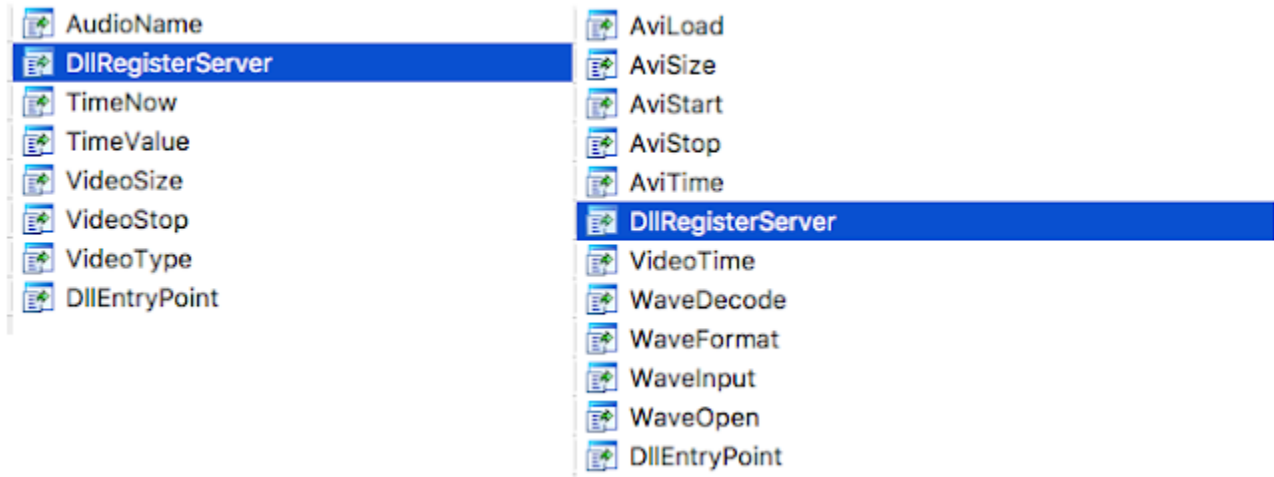 AudioName
DllRegisterServer
TimeNow
TimeValue
VideoSize
VideoStop
VideoType
DllEntryPoint
AviLoad
AviSize
AviStart
AviStop
AviTime
DllRegisterServer
VideoTime
WaveDecode
WaveFormat
WaveInput
WaveOpen
DllEntryPoint